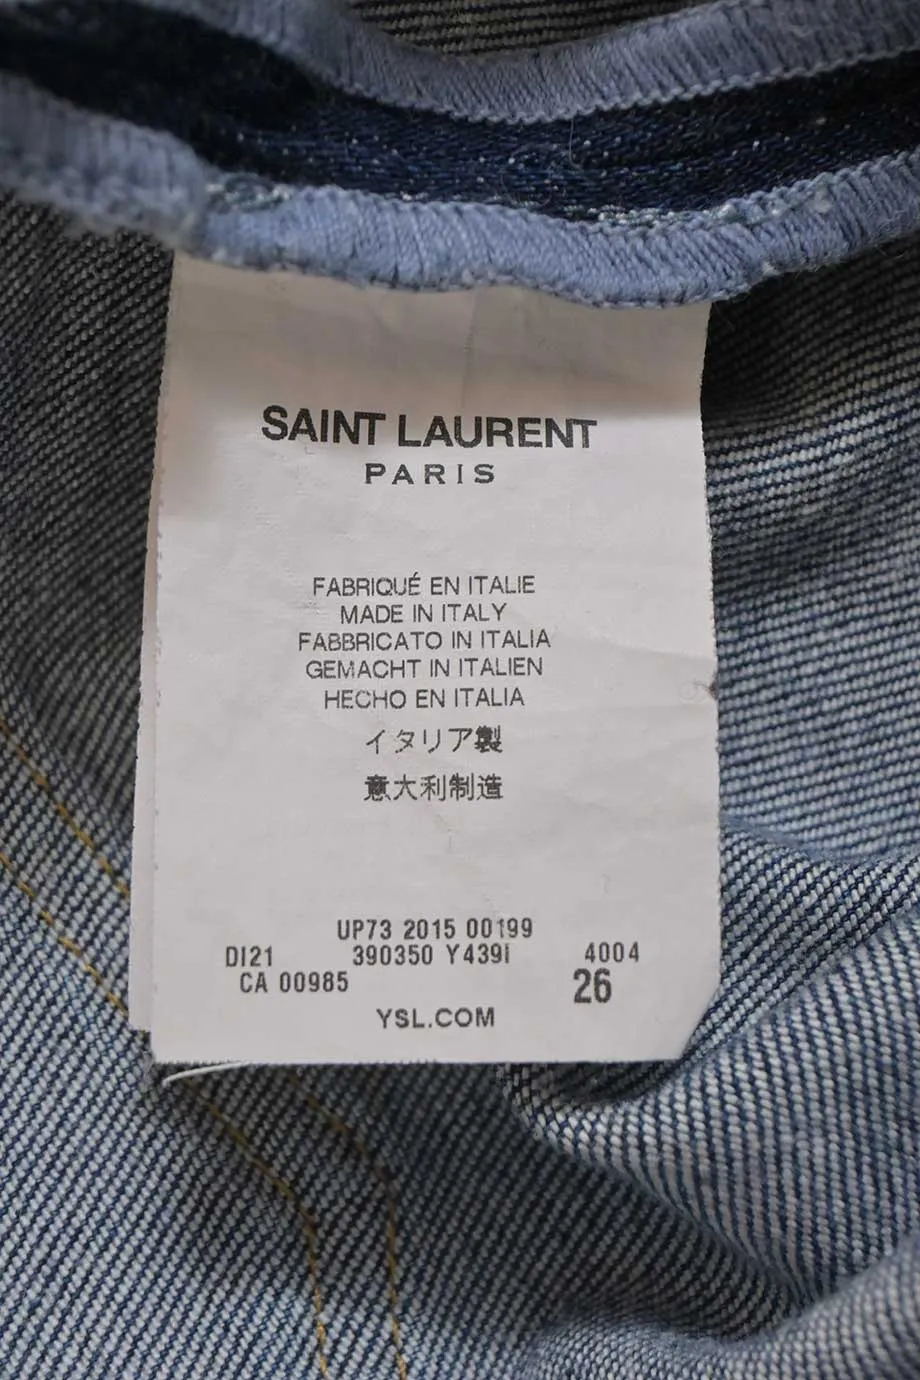 SAINT LAURENT
PARIS
FABRIQUÉ EN ITALIE
MADE IN ITALY
FABBRICATO IN ITALIA
GEMACHT IN ITALIEN
HECHO EN ITALIA
イタリア製
意大利制造
UP73 2015 00199
DI21 390350 Y439I 4004
CA 00985 26
YSL.COM